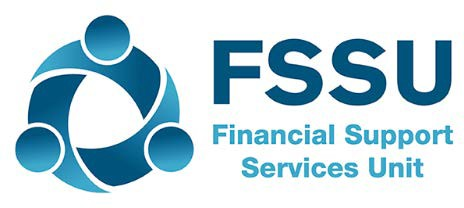 FSSU
Financial Support
Services Unit